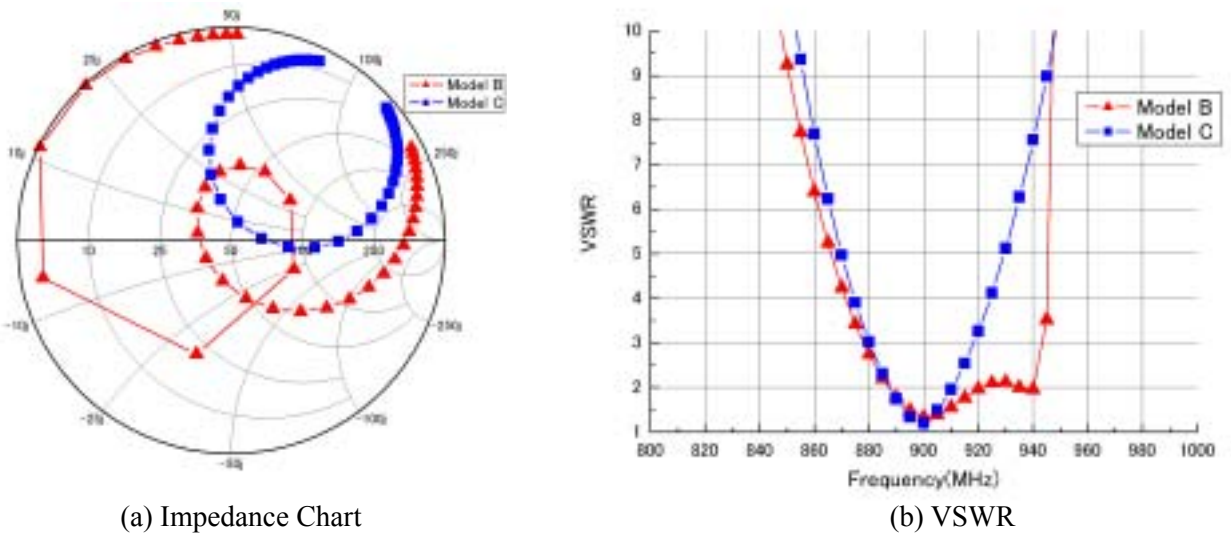 50j
25j
100j
Model B
Model C
10j
250j
10
25
50
100
250
-10j
-250j
-25j
-100j
-50j
10
9
8
7
6
5
4
3
2
1
VSWR
Model B
Model C
800 820 840 860 880 900 920 940 960 980 1000
Frequency(MHz)
(a) Impedance Chart
(b) VSWR